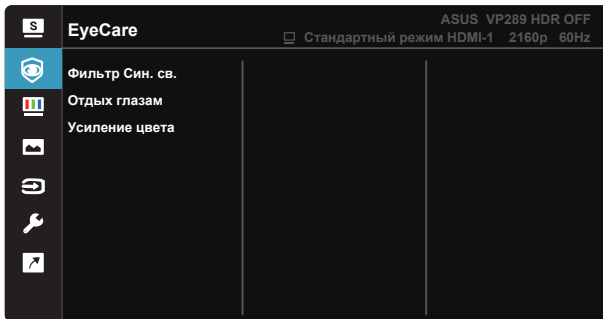 S
EyeCare
ASUS VP289 HDR OFF
Стандартный режим HDMI-1 2160p 60Hz
Фильтр Син. св.
Отдых глазам
Усиление цвета